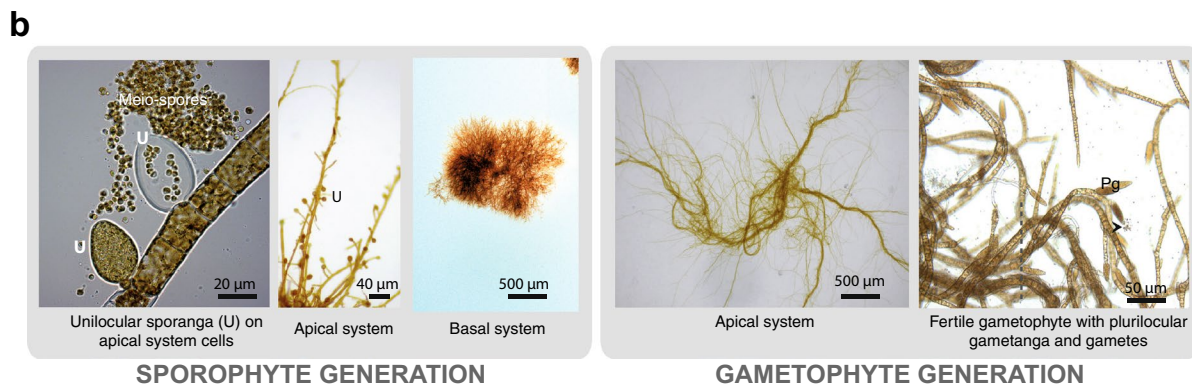 b
Meio-spores
U
U
20 µm
U
40 µm
500 µm
500 µm
Pg
50 µm
Unilocular sporanga (U) on
apical system cells
Apical system
Basal system
Apical system
Fertile gametophyte with plurilocular
gametanga and gametes
SPOROPHYTE GENERATION
GAMETOPHYTE GENERATION